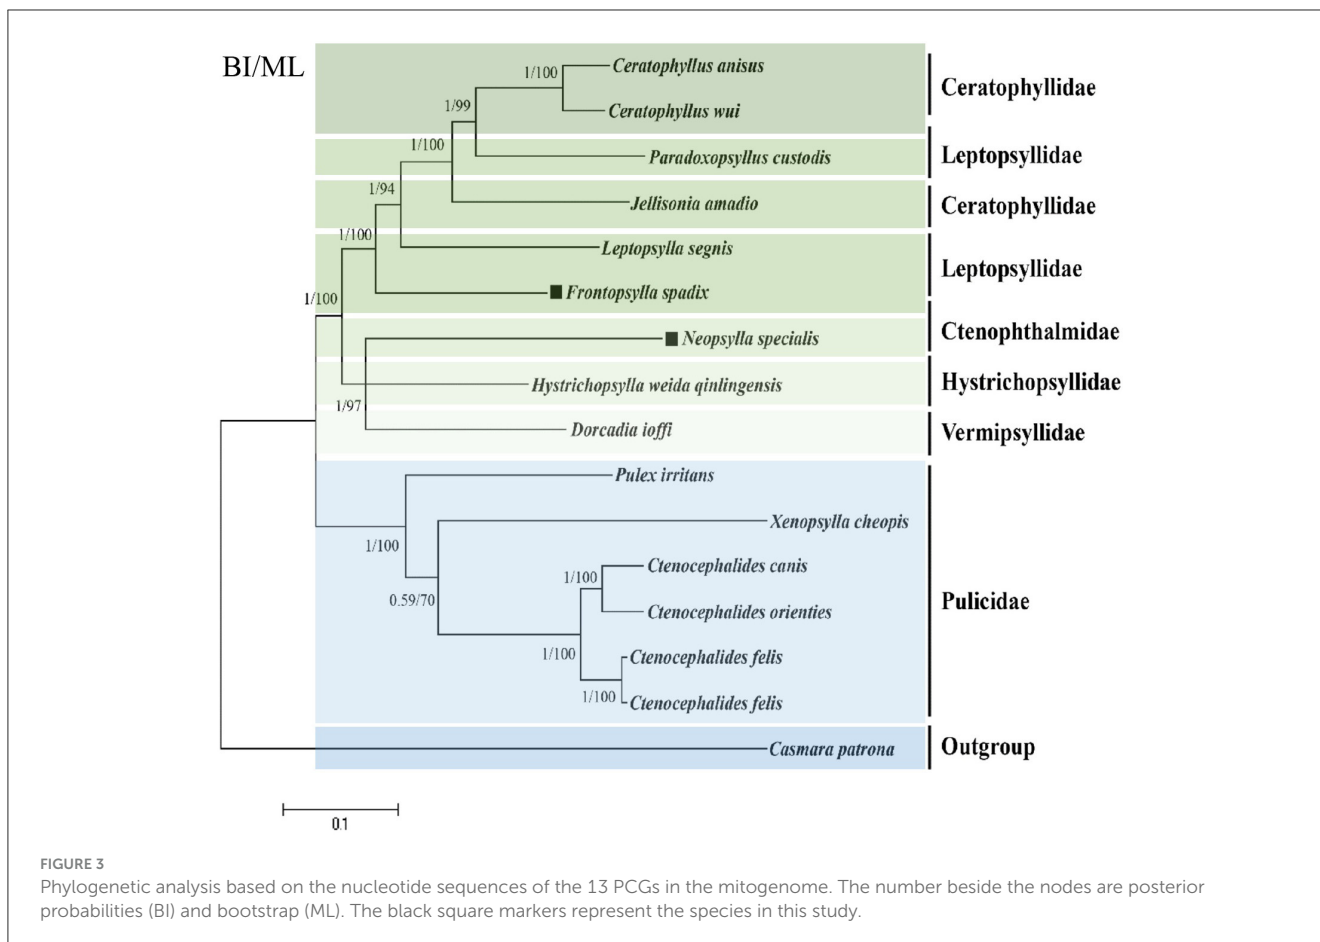 BI/ML
1/100
Ceratophyllus anisus
Ceratophyllidae
1/99
Ceratophyllus wui
1/100
Paradoxopsyllus custodis
Leptopsyllidae
1/94
Jellisonia amadio
Ceratophyllidae
1/100
Leptopsylla segnis
Leptopsyllidae
1/100
Frontopsylla spadix
Neopsylla specialis
Ctenophthalmidae
Hystrichopsylla weida qinlingensis
Hystrichopsyllidae
1/97
Dorcadia ioffi
Vermipsyllidae
Pulex irritans
Xenopsylla cheopis
1/100
Ctenocephalides canis
1/100
0.59/70
Ctenocephalides orienties
Pulicidae
1/100
Ctenocephalides felis
1/100
Ctenocephalides felis
Casmara patrona
Outgroup
0.1
FIGURE 3
Phylogenetic analysis based on the nucleotide sequences of the 13 PCGs in the mitogenome. The number beside the nodes are posterior
probabilities (BI) and bootstrap (ML). The black square markers represent the species in this study.